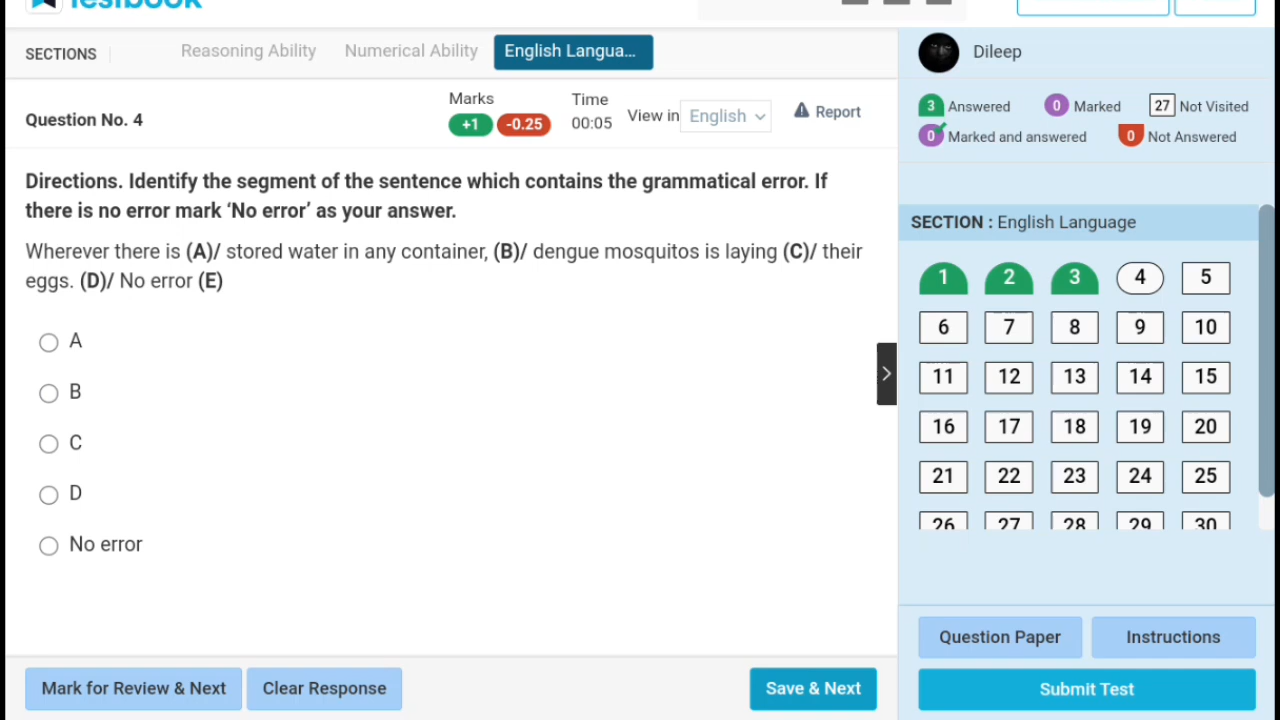 Testbook
SECTIONS Reasoning Ability Numerical Ability English Langua...
Question No. 4 Marks +1 -0.25 Time 00:05 View in English Report
Directions. Identify the segment of the sentence which contains the grammatical error. If
there is no error mark ‘No error’ as your answer.
Wherever there is (A)/ stored water in any container, (B)/ dengue mosquitos is laying (C)/ their
eggs. (D)/ No error (E)
A
B
C
D
No error
Mark for Review & Next Clear Response Save & Next
Dileep
3 Answered 0 Marked 27 Not Visited
0 Marked and answered 0 Not Answered
SECTION : English Language
1 2 3 4 5
6 7 8 9 10
11 12 13 14 15
16 17 18 19 20
21 22 23 24 25
26 27 28 29 30
Question Paper Instructions
Submit Test